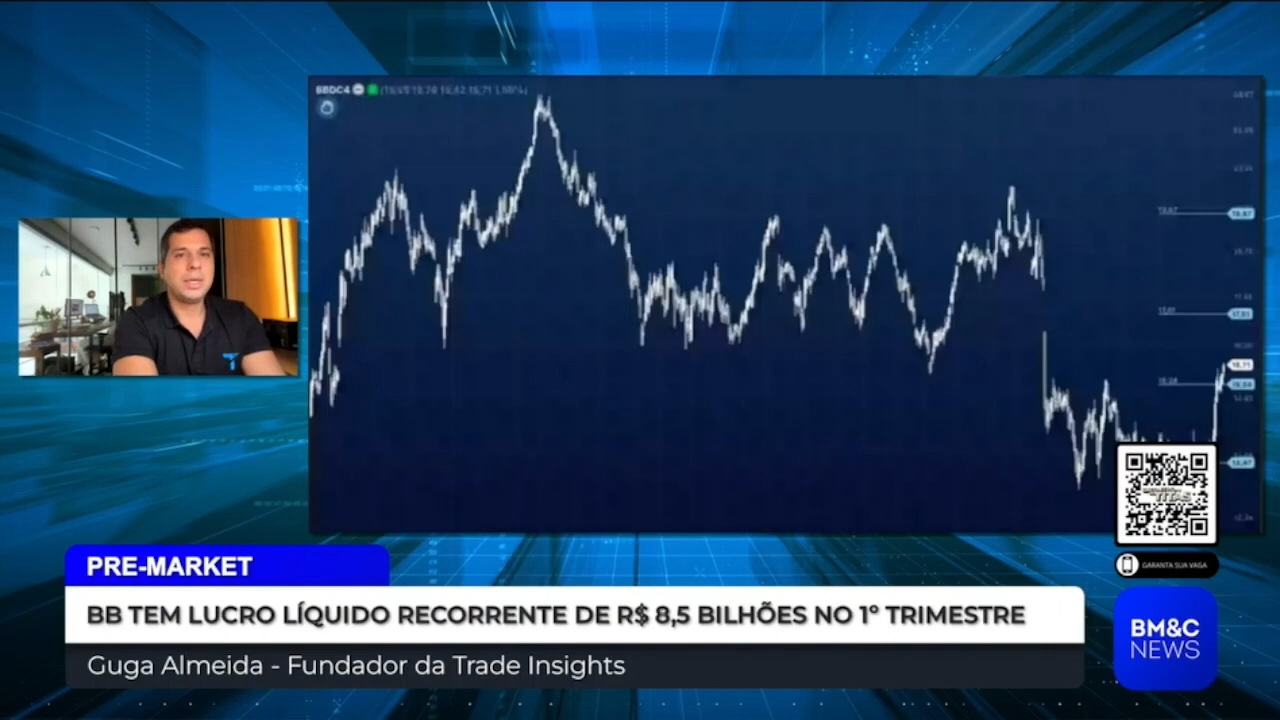 BBDC4
PRE-MARKET
BB TEM LUCRO LÍQUIDO RECORRENTE DE R$ 8,5 BILHÕES NO 1º TRIMESTRE
Guga Almeida - Fundador da Trade Insights
GARANTA SUA VAGA
BM&C
NEWS